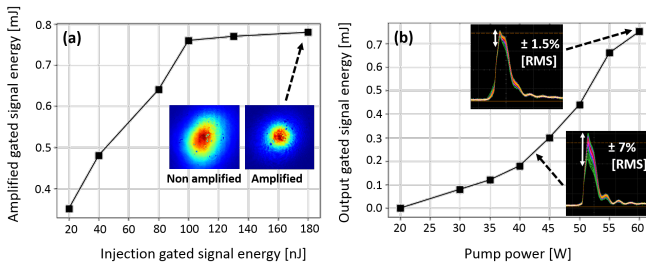 (a)
Amplified gated signal energy [mJ]
0.8
0.7
0.6
0.5
0.4
Non amplified
Amplified
20 40 60 80 100 120 140 160 180
Injection gated signal energy [nJ]
(b)
Output gated signal energy [mJ]
0.7
0.6
0.5
0.4
0.3
0.2
0.1
0.0
± 1.5%
[RMS]
± 7%
[RMS]
20 25 30 35 40 45 50 55 60
Pump power [W]